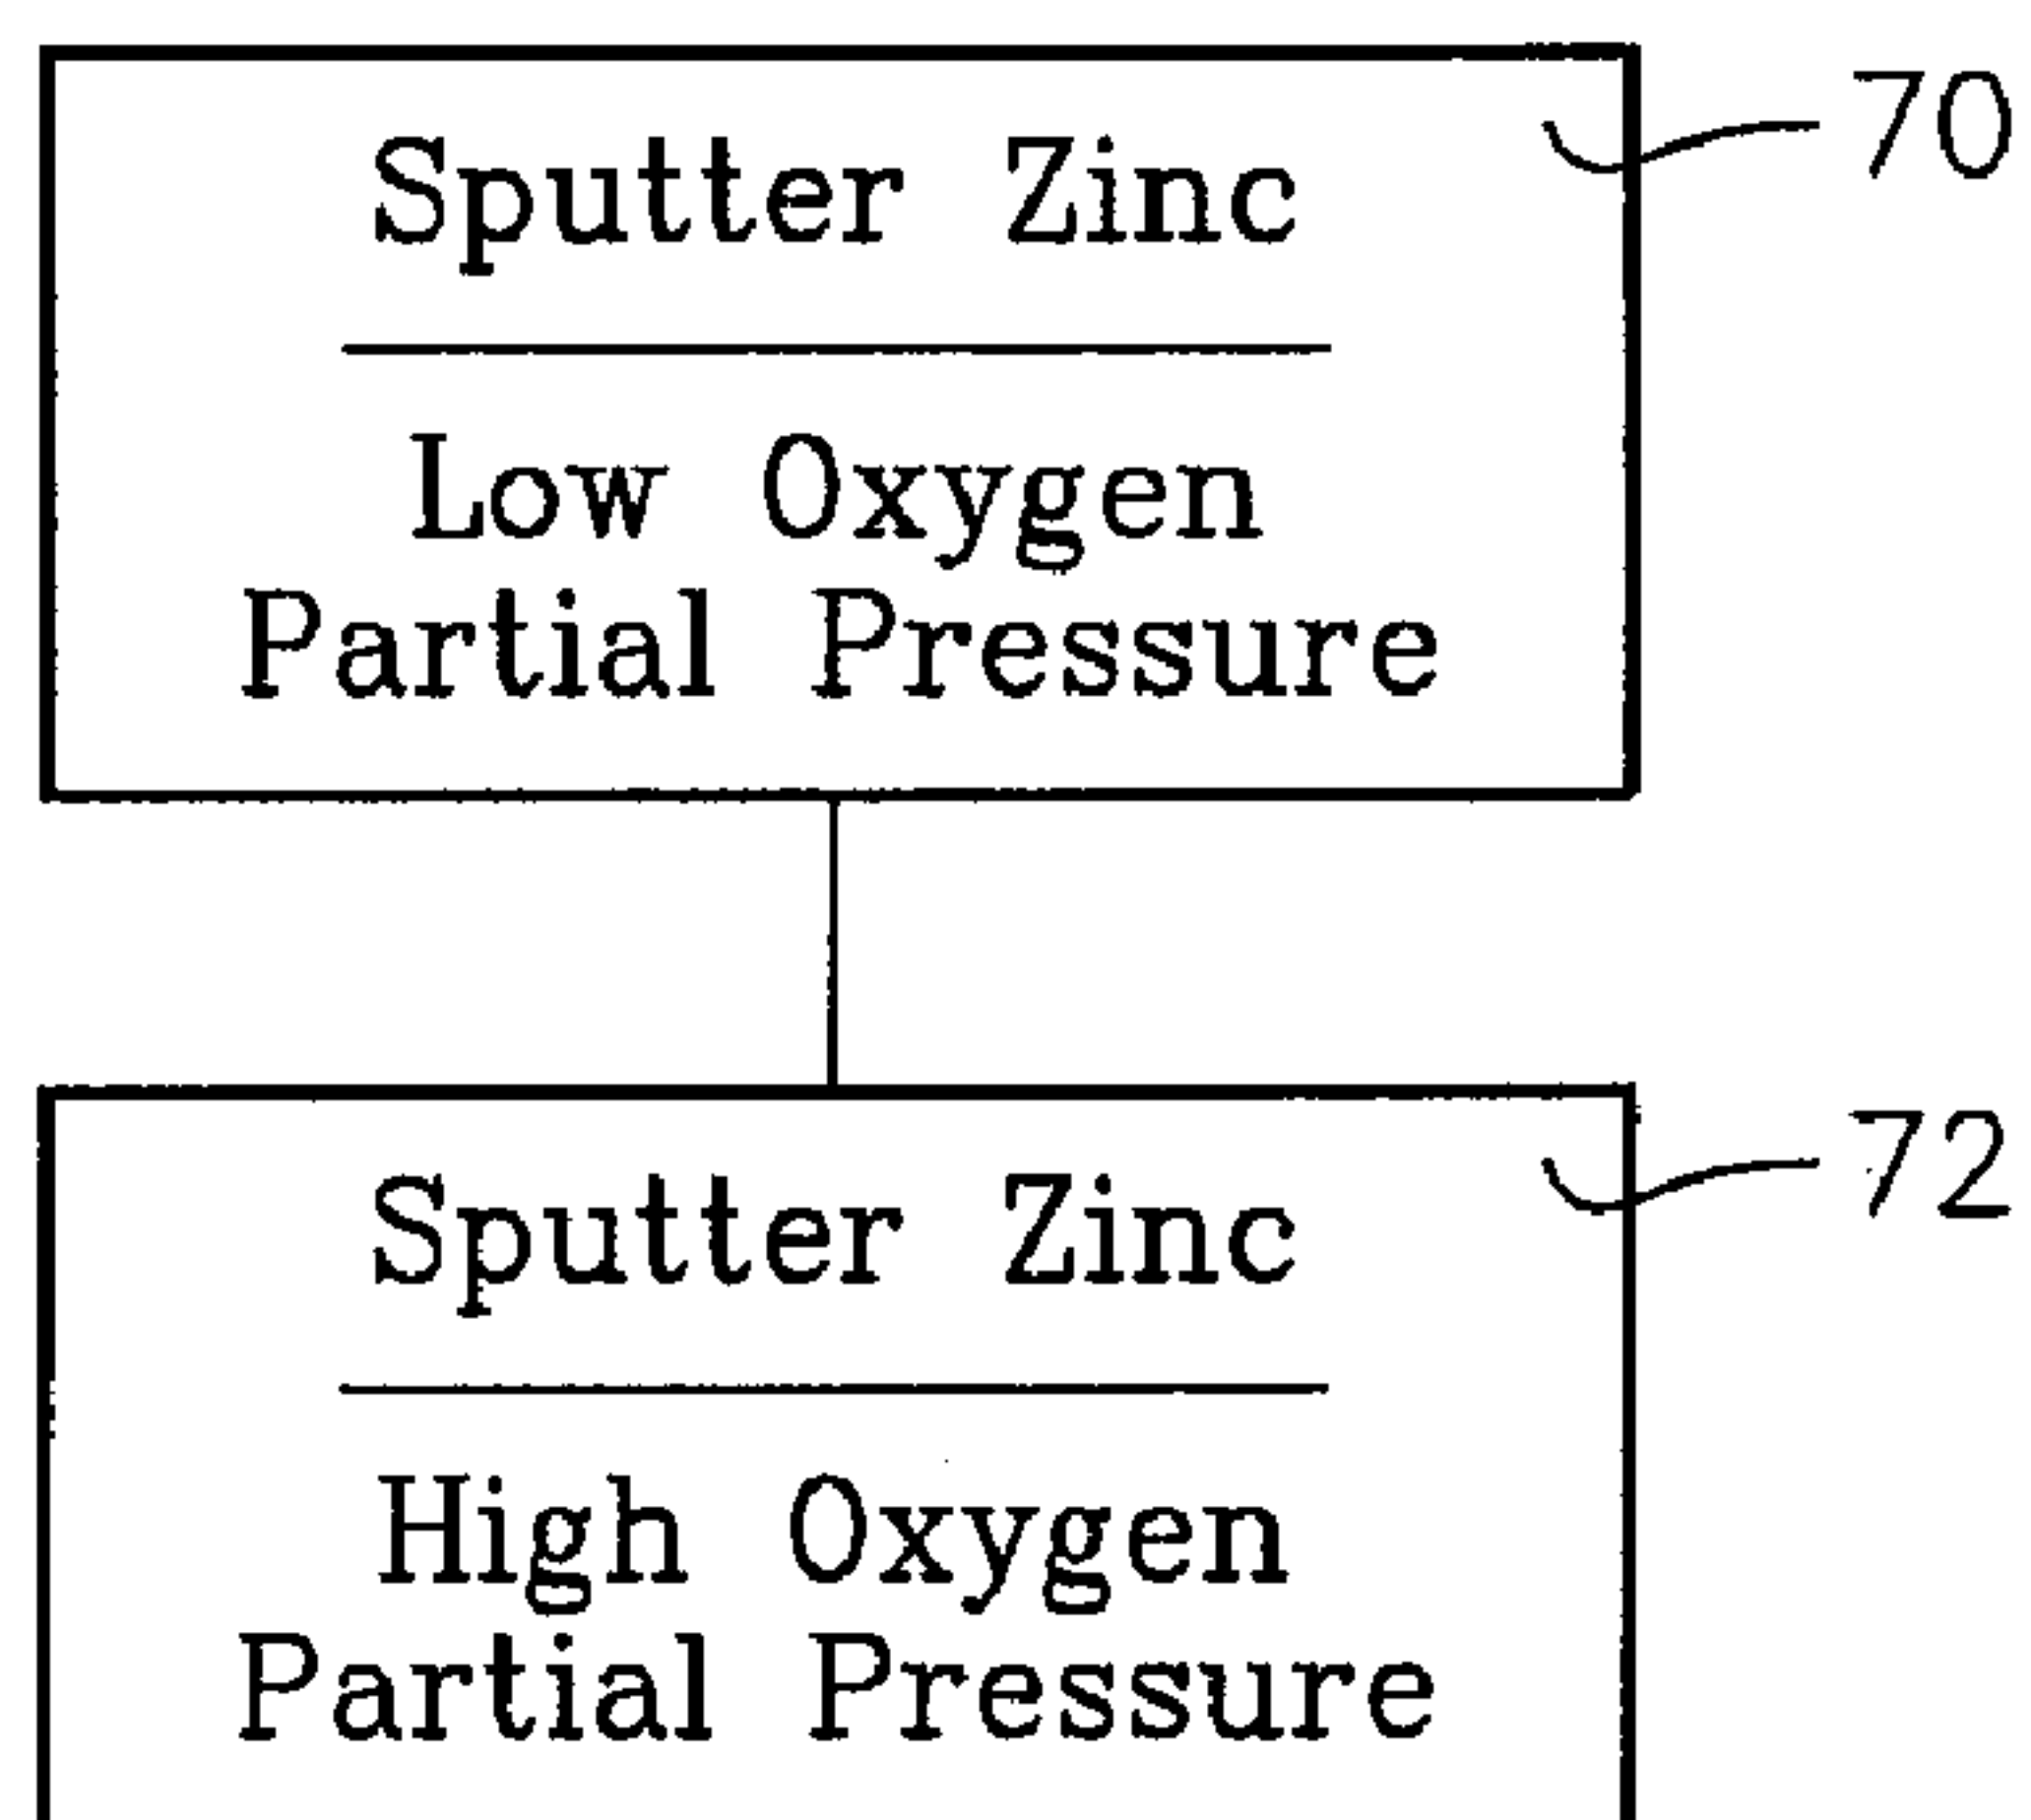 Sputter Zinc
70
Low Oxygen
Partial Pressure
Sputter Zinc
72
High Oxygen
Partial Pressure